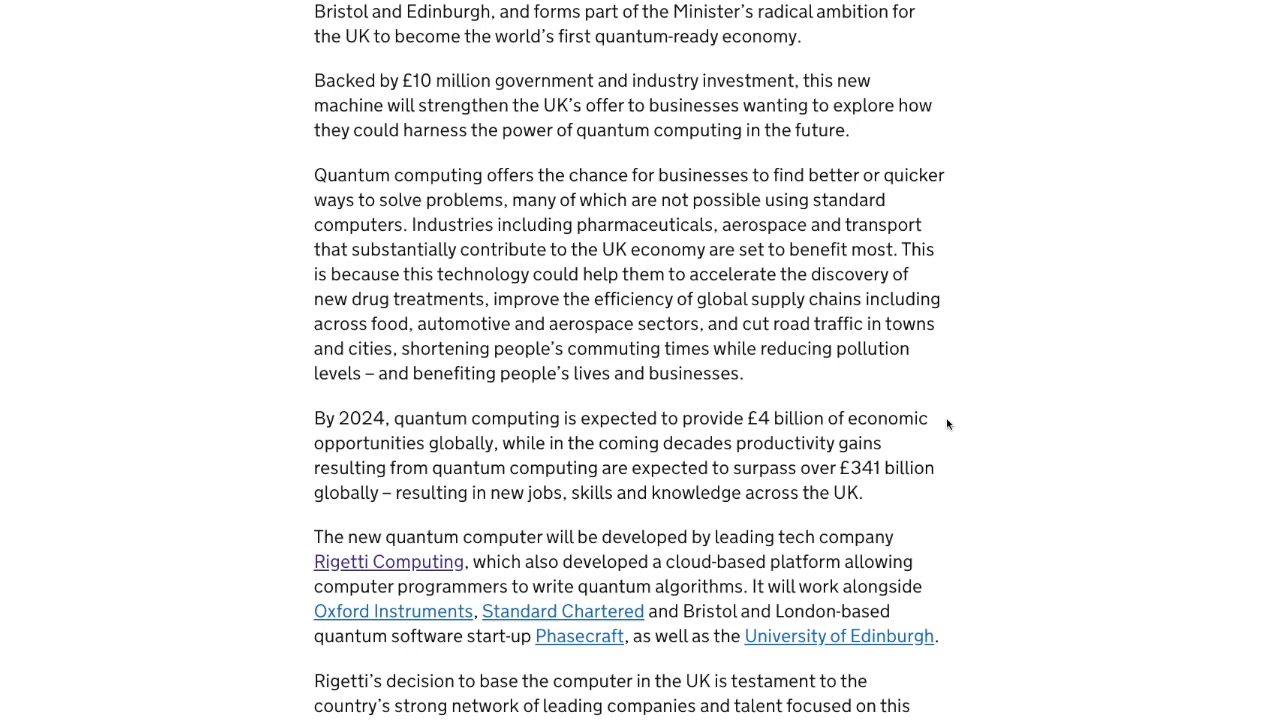 Bristol and Edinburgh, and forms part of the Minister’s radical ambition for
the UK to become the world’s first quantum-ready economy.
Backed by £10 million government and industry investment, this new
machine will strengthen the UK’s offer to businesses wanting to explore how
they could harness the power of quantum computing in the future.
Quantum computing offers the chance for businesses to find better or quicker
ways to solve problems, many of which are not possible using standard
computers. Industries including pharmaceuticals, aerospace and transport
that substantially contribute to the UK economy are set to benefit most. This
is because this technology could help them to accelerate the discovery of
new drug treatments, improve the efficiency of global supply chains including
across food, automotive and aerospace sectors, and cut road traffic in towns
and cities, shortening people’s commuting times while reducing pollution
levels – and benefiting people’s lives and businesses.
By 2024, quantum computing is expected to provide £4 billion of economic
opportunities globally, while in the coming decades productivity gains
resulting from quantum computing are expected to surpass over £341 billion
globally – resulting in new jobs, skills and knowledge across the UK.
The new quantum computer will be developed by leading tech company
Rigetti Computing, which also developed a cloud-based platform allowing
computer programmers to write quantum algorithms. It will work alongside
Oxford Instruments, Standard Chartered and Bristol and London-based
quantum software start-up Phasecraft, as well as the University of Edinburgh.
Rigetti’s decision to base the computer in the UK is testament to the
country’s strong network of leading companies and talent focused on this